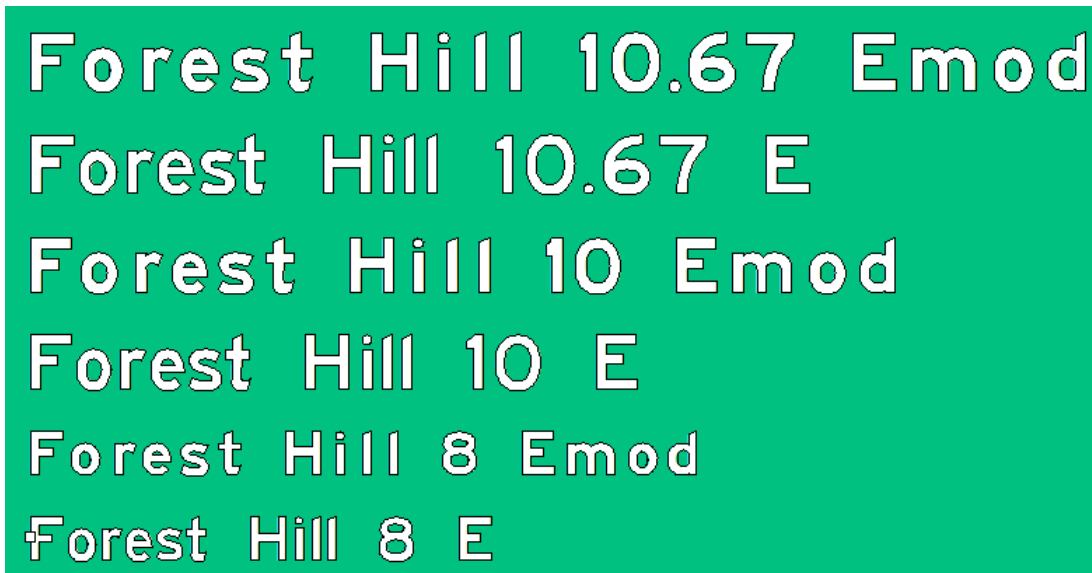 Forest Hill 10.67 Emod
Forest Hill 10.67 E
Forest Hill 10 Emod
Forest Hill 10 E
Forest Hill 8 Emod
Forest Hill 8 E